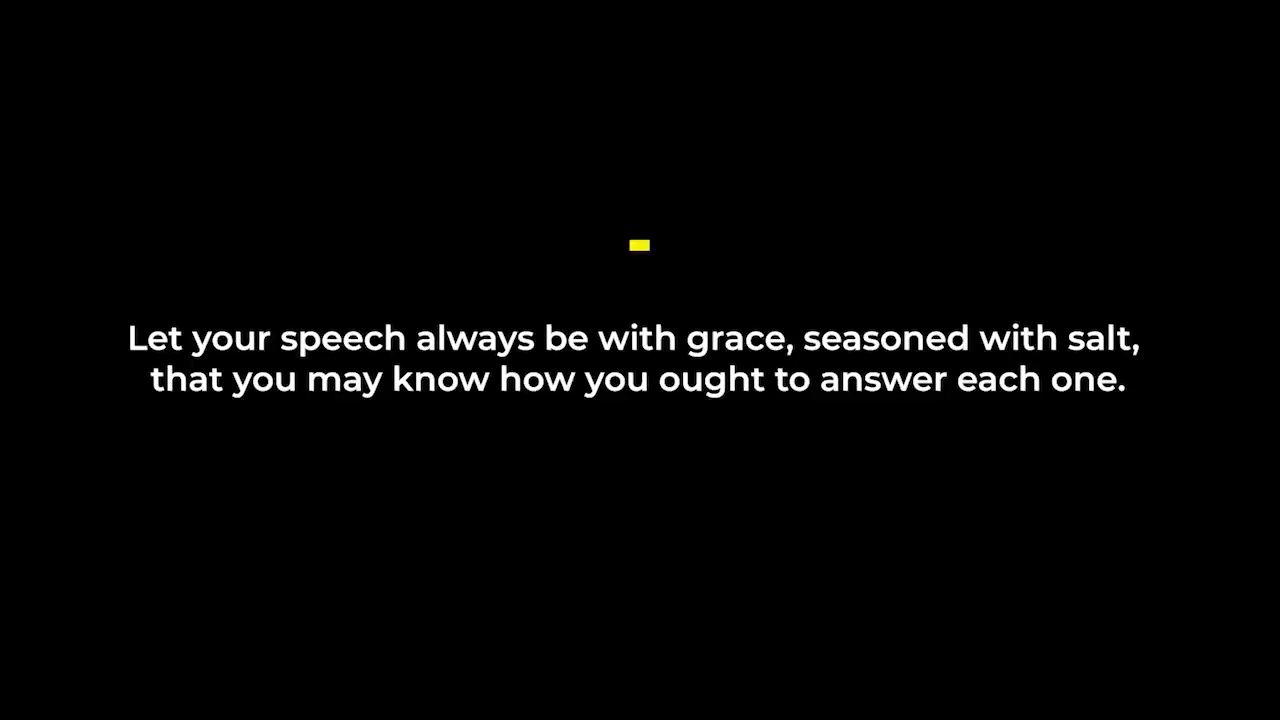 Let your speech always be with grace, seasoned with salt,
that you may know how you ought to answer each one.